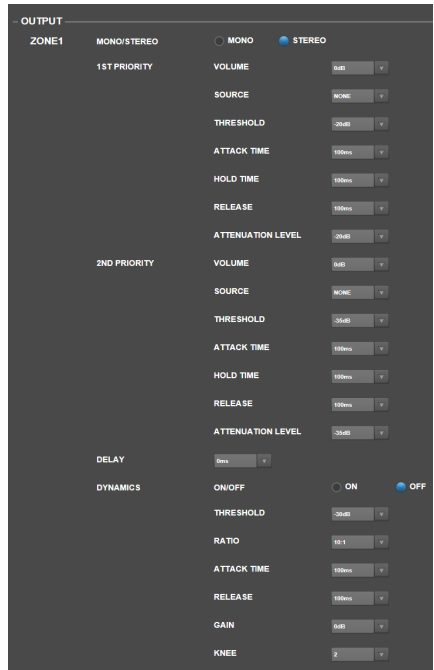 OUTPUT
ZONE1 MONO/STEREO MONO STEREO
1ST PRIORITY VOLUME 0dB
SOURCE NONE
THRESHOLD -20dB
ATTACK TIME 100ms
HOLD TIME 100ms
RELEASE 100ms
ATTENUATION LEVEL -20dB
2ND PRIORITY VOLUME 0dB
SOURCE NONE
THRESHOLD -35dB
ATTACK TIME 100ms
HOLD TIME 100ms
RELEASE 100ms
ATTENUATION LEVEL -35dB
DELAY 0ms
DYNAMICS ON/OFF ON OFF
THRESHOLD -30dB
RATIO 10:1
ATTACK TIME 100ms
RELEASE 100ms
GAIN 0dB
KNEE 2